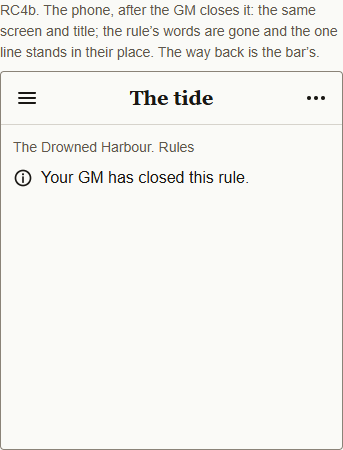 RC4b. The phone, after the GM closes it: the same
screen and title; the rule’s words are gone and the one
line stands in their place. The way back is the bar’s.
The tide
The Drowned Harbour. Rules
Your GM has closed this rule.